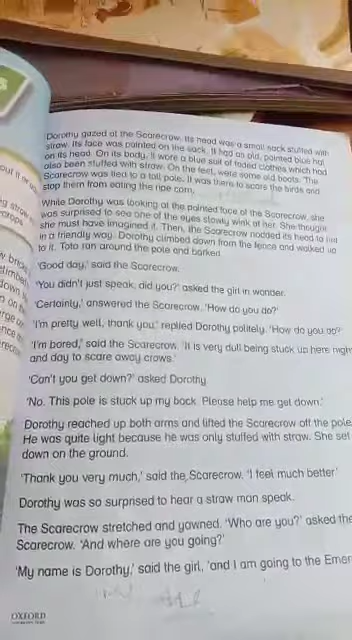 Dorothy gazed at the Scarecrow. Its head was a small sack stuffed with
straw. Its face was painted on the sack. It had an old, painted blue hat
on its head. On its body, it wore a blue suit of faded clothes which had
also been stuffed with straw. On the feet, were some old boots. The
Scarecrow was tied to a tall pole. It was there to scare the birds and
stop them from eating the ripe corn.
While Dorothy was looking at the painted face of the Scarecrow, she
was surprised to see one of the eyes slowly wink at her. She thought
she must have imagined it. Then, the Scarecrow nodded its head to her
in a friendly way. Dorothy climbed down from the fence and walked up
to it. Toto ran around the pole and barked.
'Good day,' said the Scarecrow.
'You didn't just speak, did you?' asked the girl in wonder.
'Certainly,' answered the Scarecrow. 'How do you do?'
'I'm pretty well, thank you,' replied Dorothy politely. 'How do you do?'
'I'm bored,' said the Scarecrow. 'It is very dull being stuck up here nigh
and day to scare away crows.'
'Can't you get down?' asked Dorothy
'No. This pole is stuck up my back. Please help me get down.'
Dorothy reached up both arms and lifted the Scarecrow off the pole
He was quite light because he was only stuffed with straw. She set
down on the ground.
'Thank you very much,' said the Scarecrow. 'I feel much better'
Dorothy was so surprised to hear a straw man speak.
The Scarecrow stretched and yawned. 'Who are you?' asked the
Scarecrow. 'And where are you going?'
'My name is Dorothy,' said the girl, 'and I am going to the Emer
OXFORD